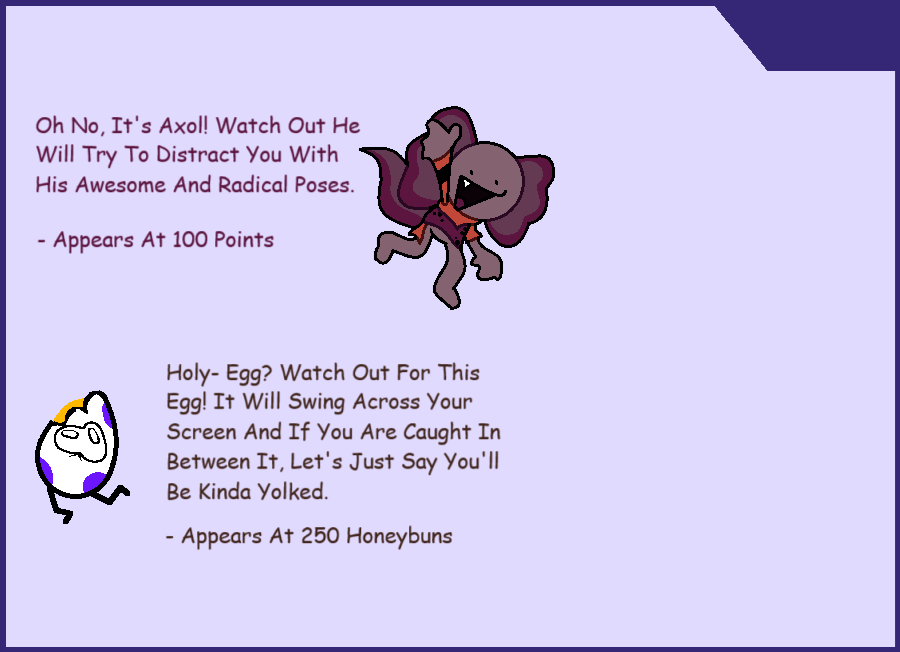 Oh No, It's Axol! Watch Out He
Will Try To Distract You With
His Awesome And Radical Poses.
- Appears At 100 Points
Holy- Egg? Watch Out For This
Egg! It Will Swing Across Your
Screen And If You Are Caught In
Between It, Let's Just Say You'll
Be Kinda Yolked.
- Appears At 250 Honeybuns